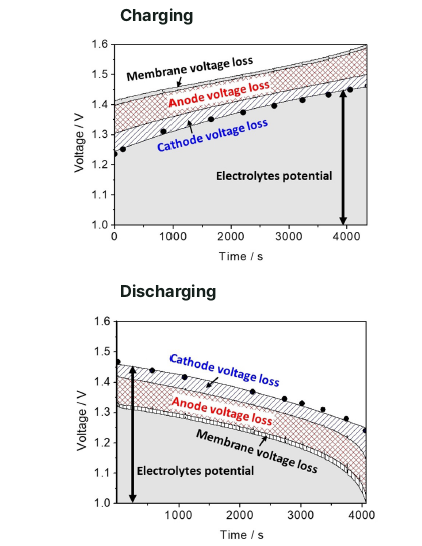 Charging
1.6
1.5
1.4
1.3
1.2
1.1
1.0
Voltage / V
Membrane voltage loss
Anode voltage loss
Cathode voltage loss
Electrolytes potential
0 1000 2000 3000 4000
Time / s
Discharging
1.6
1.5
1.4
1.3
1.2
1.1
1.0
Voltage / V
Cathode voltage loss
Anode voltage loss
Membrane voltage loss
Electrolytes potential
1000 2000 3000 4000
Time / s